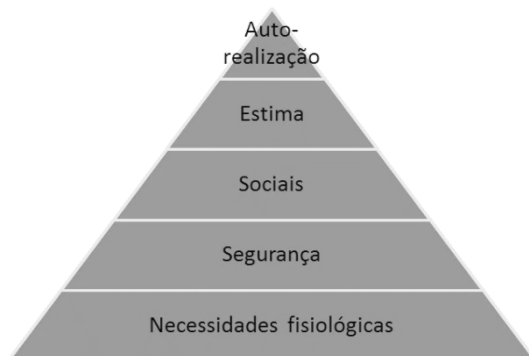 Auto-
realização
Estima
Sociais
Segurança
Necessidades fisiológicas